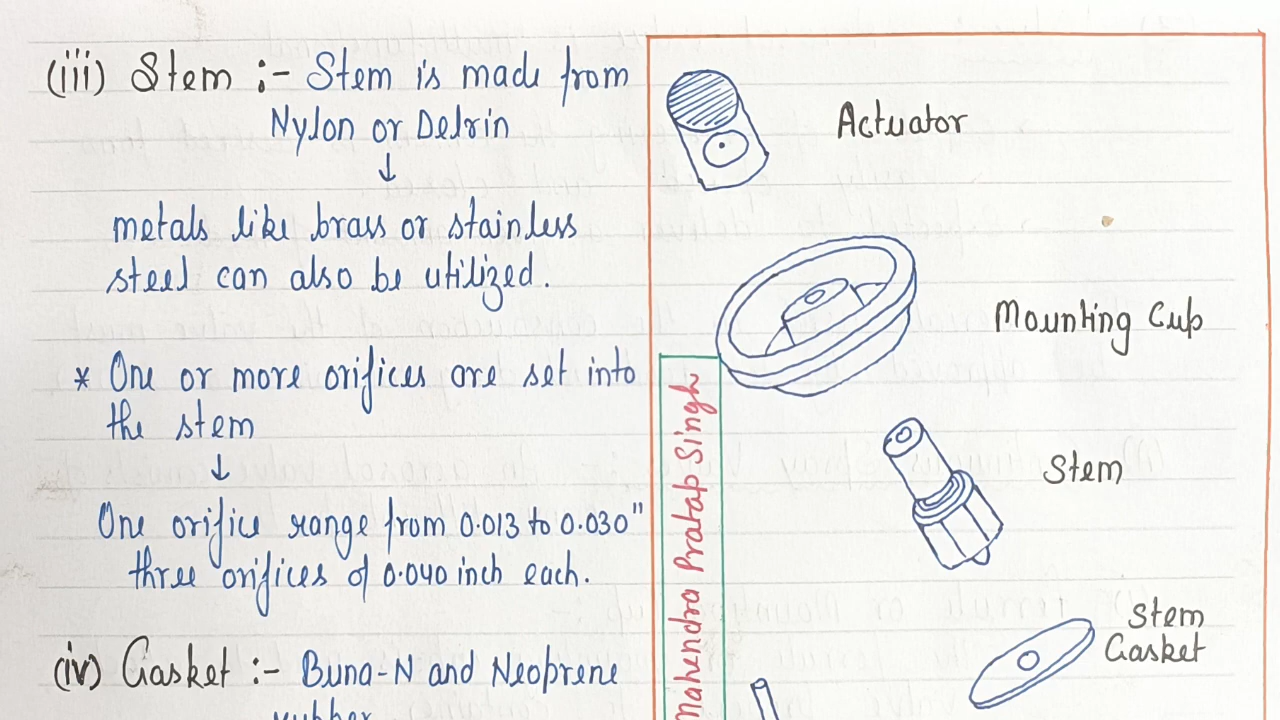 (iii) Stem :- Stem is made from
Nylon or Delrin
↓
metals like brass or stainless
steel can also be utilized.
* One or more orifices are set into
the stem
↓
One orifice range from 0.013 to 0.030"
three orifices of 0.040 inch each.
(iv) Gasket :- Buna-N and Neoprene
rubber
Actuator
Mounting Cup
Stem
Stem
Gasket
Mahendra Pratap Singh